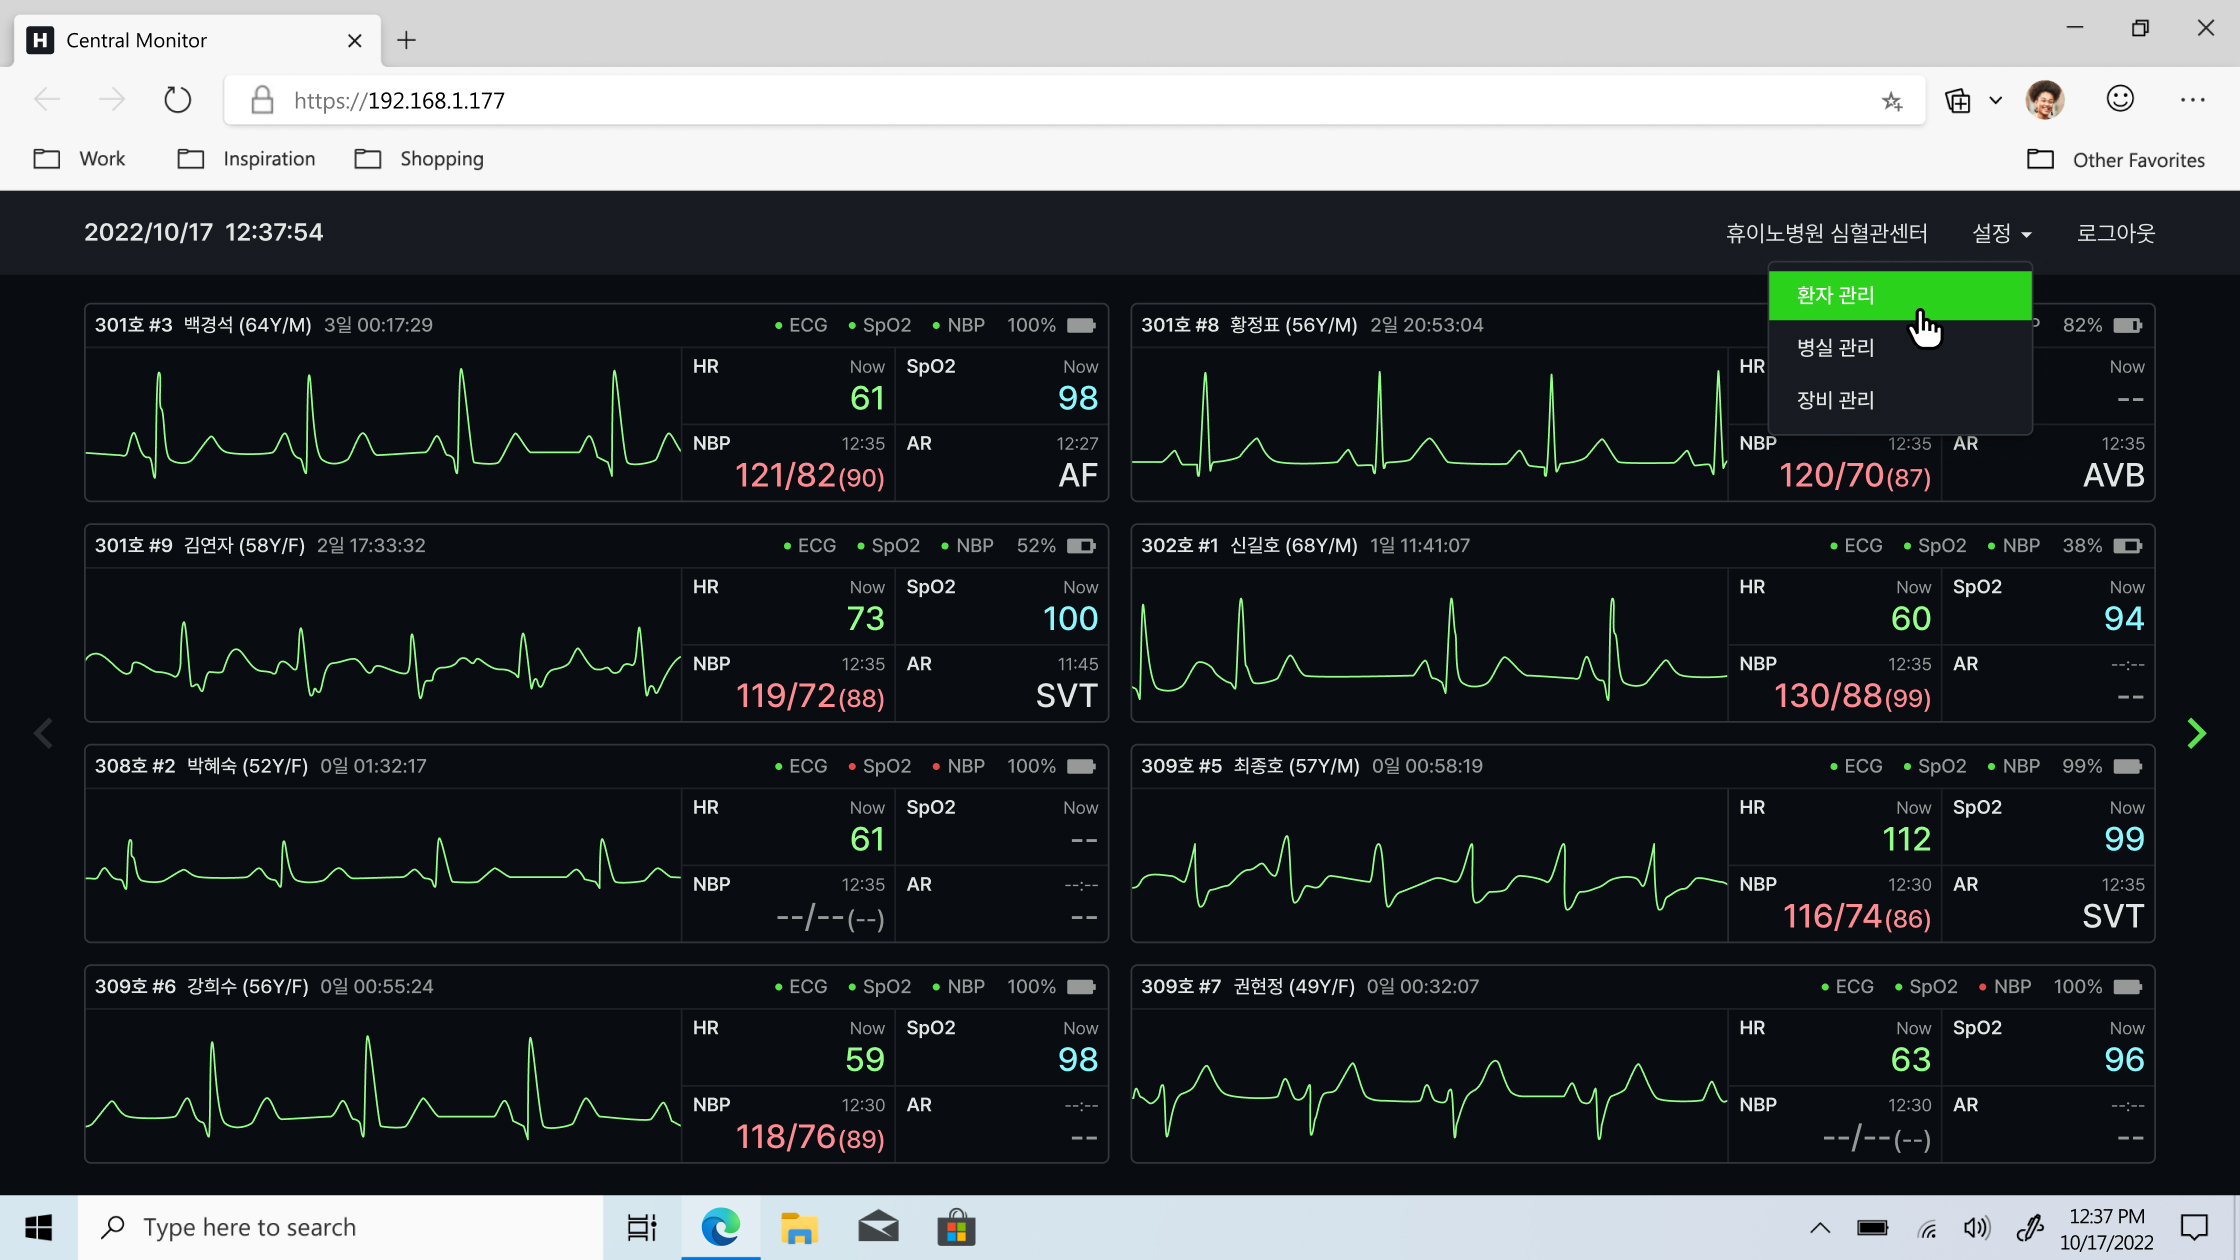 Central Monitor
https://192.168.1.177
Work Inspiration Shopping Other Favorites
2022/10/17 12:37:54 휴이노병원 심혈관센터 설정 로그아웃
환자 관리
병실 관리
장비 관리
301호 #3 백경석 (64Y/M) 3일 00:17:29 ECG SpO2 NBP 100%
HR Now 61
SpO2 Now 98
NBP 12:35 121/82(90)
AR 12:27 AF
301호 #8 황정표 (56Y/M) 2일 20:53:04 82%
HR
Now --
NBP 12:35 120/70(87)
AR 12:35 AVB
301호 #9 김연자 (58Y/F) 2일 17:33:32 ECG SpO2 NBP 52%
HR Now 73
SpO2 Now 100
NBP 12:35 119/72(88)
AR 11:45 SVT
302호 #1 신길호 (68Y/M) 1일 11:41:07 ECG SpO2 NBP 38%
HR Now 60
SpO2 Now 94
NBP 12:35 130/88(99)
AR --:-- --
308호 #2 박혜숙 (52Y/F) 0일 01:32:17 ECG SpO2 NBP 100%
HR Now 61
SpO2 Now --
NBP 12:35 --/--(--)
AR --:-- --
309호 #5 최종호 (57Y/M) 0일 00:58:19 ECG SpO2 NBP 99%
HR Now 112
SpO2 Now 99
NBP 12:30 116/74(86)
AR 12:35 SVT
309호 #6 강희수 (56Y/F) 0일 00:55:24 ECG SpO2 NBP 100%
HR Now 59
SpO2 Now 98
NBP 12:30 118/76(89)
AR --:-- --
309호 #7 권현정 (49Y/F) 0일 00:32:07 ECG SpO2 NBP 100%
HR Now 63
SpO2 Now 96
NBP 12:30 --/--(--)
AR --:-- --
Type here to search
12:37 PM
10/17/2022